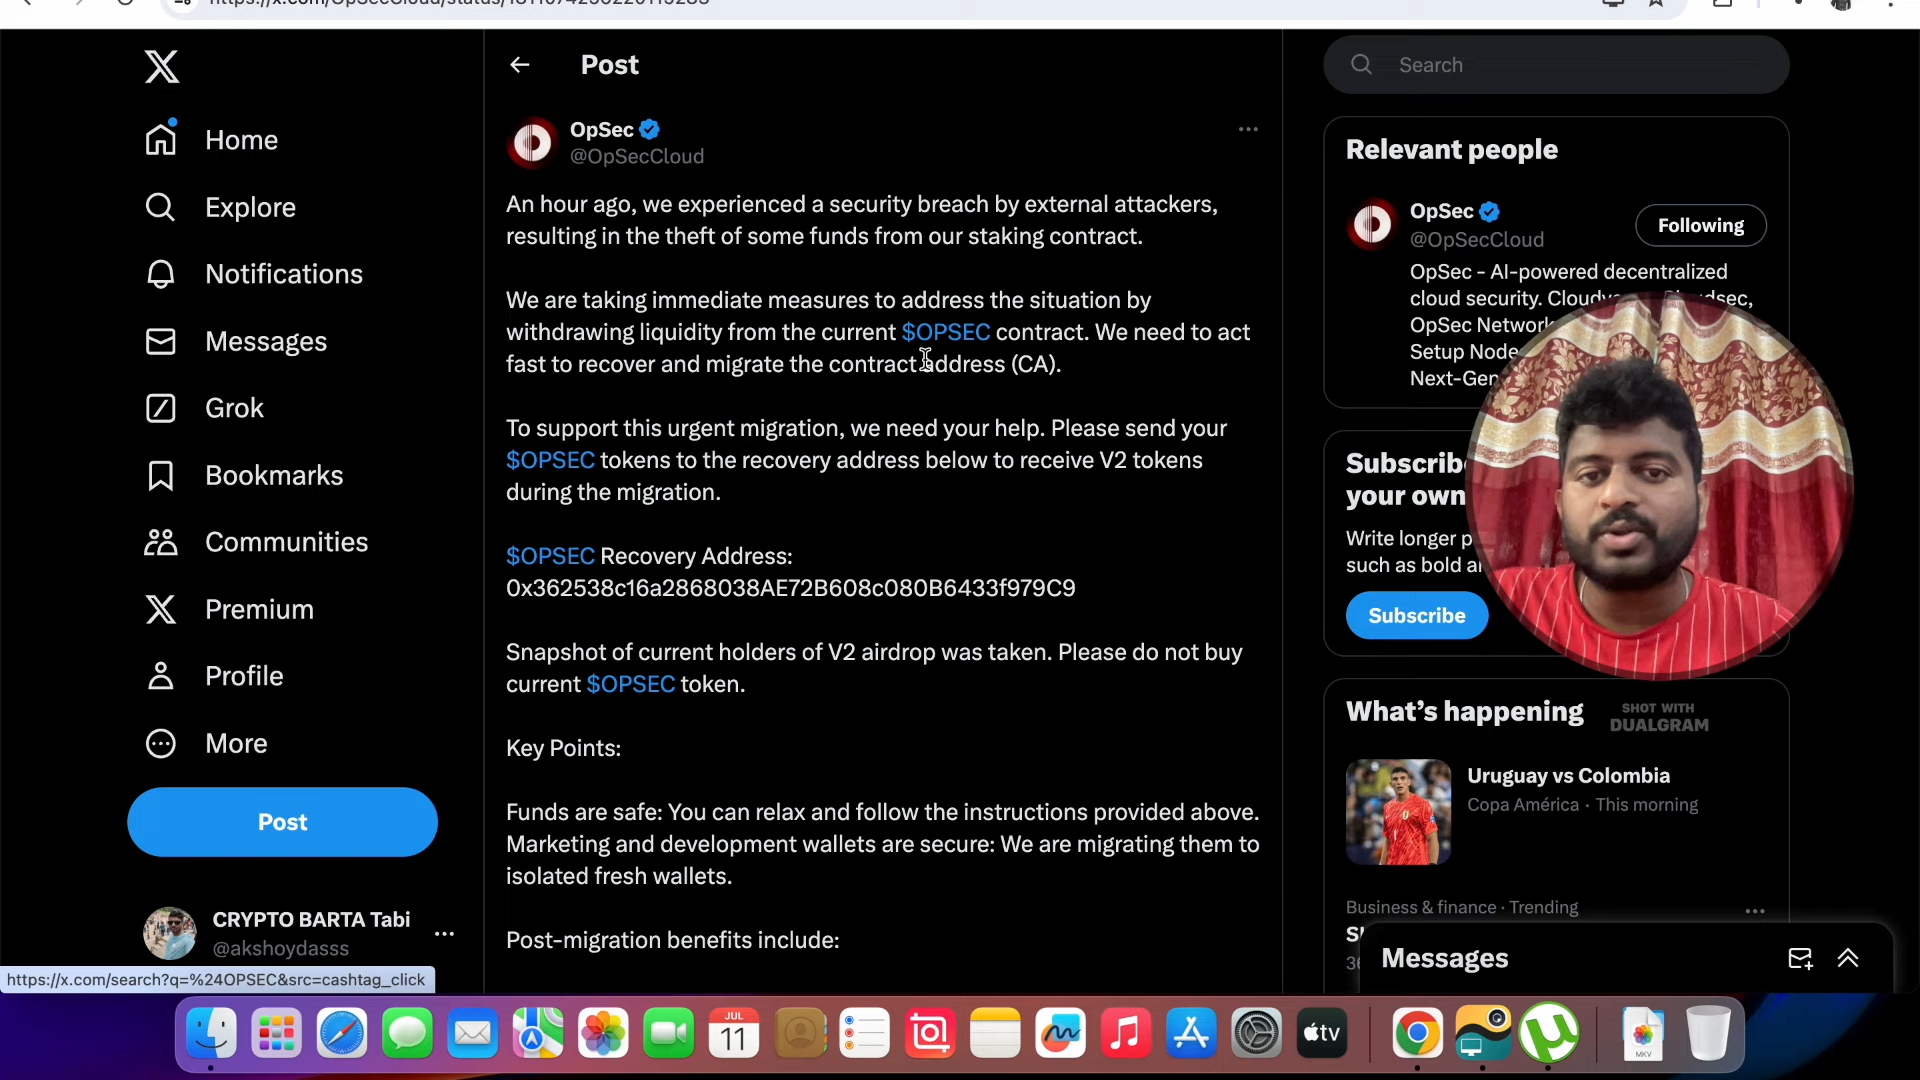 Post
Search
OpSec
@OpSecCloud
An hour ago, we experienced a security breach by external attackers,
resulting in the theft of some funds from our staking contract.
We are taking immediate measures to address the situation by
withdrawing liquidity from the current $OPSEC contract. We need to act
fast to recover and migrate the contract address (CA).
To support this urgent migration, we need your help. Please send your
$OPSEC tokens to the recovery address below to receive V2 tokens
during the migration.
$OPSEC Recovery Address:
0x362538c16a2868038AE72B608c080B6433f979C9
Snapshot of current holders of V2 airdrop was taken. Please do not buy
current $OPSEC token.
Key Points:
Funds are safe: You can relax and follow the instructions provided above.
Marketing and development wallets are secure: We are migrating them to
isolated fresh wallets.
Post-migration benefits include:
Home
Explore
Notifications
Messages
Grok
Bookmarks
Communities
Premium
Profile
More
Post
CRYPTO BARTA Tabi
@akshoydasss
https://x.com/search?q=%24OPSEC&src=cashtag_click
Relevant people
OpSec
@OpSecCloud
Following
OpSec - AI-powered decentralized
cloud security.
OpSec Network
Setup Node
Next-Gen
Subscribe
your own
Write longer
such as bold
Subscribe
What's happening
SHOT WITH
DUALGRAM
Uruguay vs Colombia
Copa América · This morning
Business & finance · Trending
Messages
JUL
11
tv
MKV